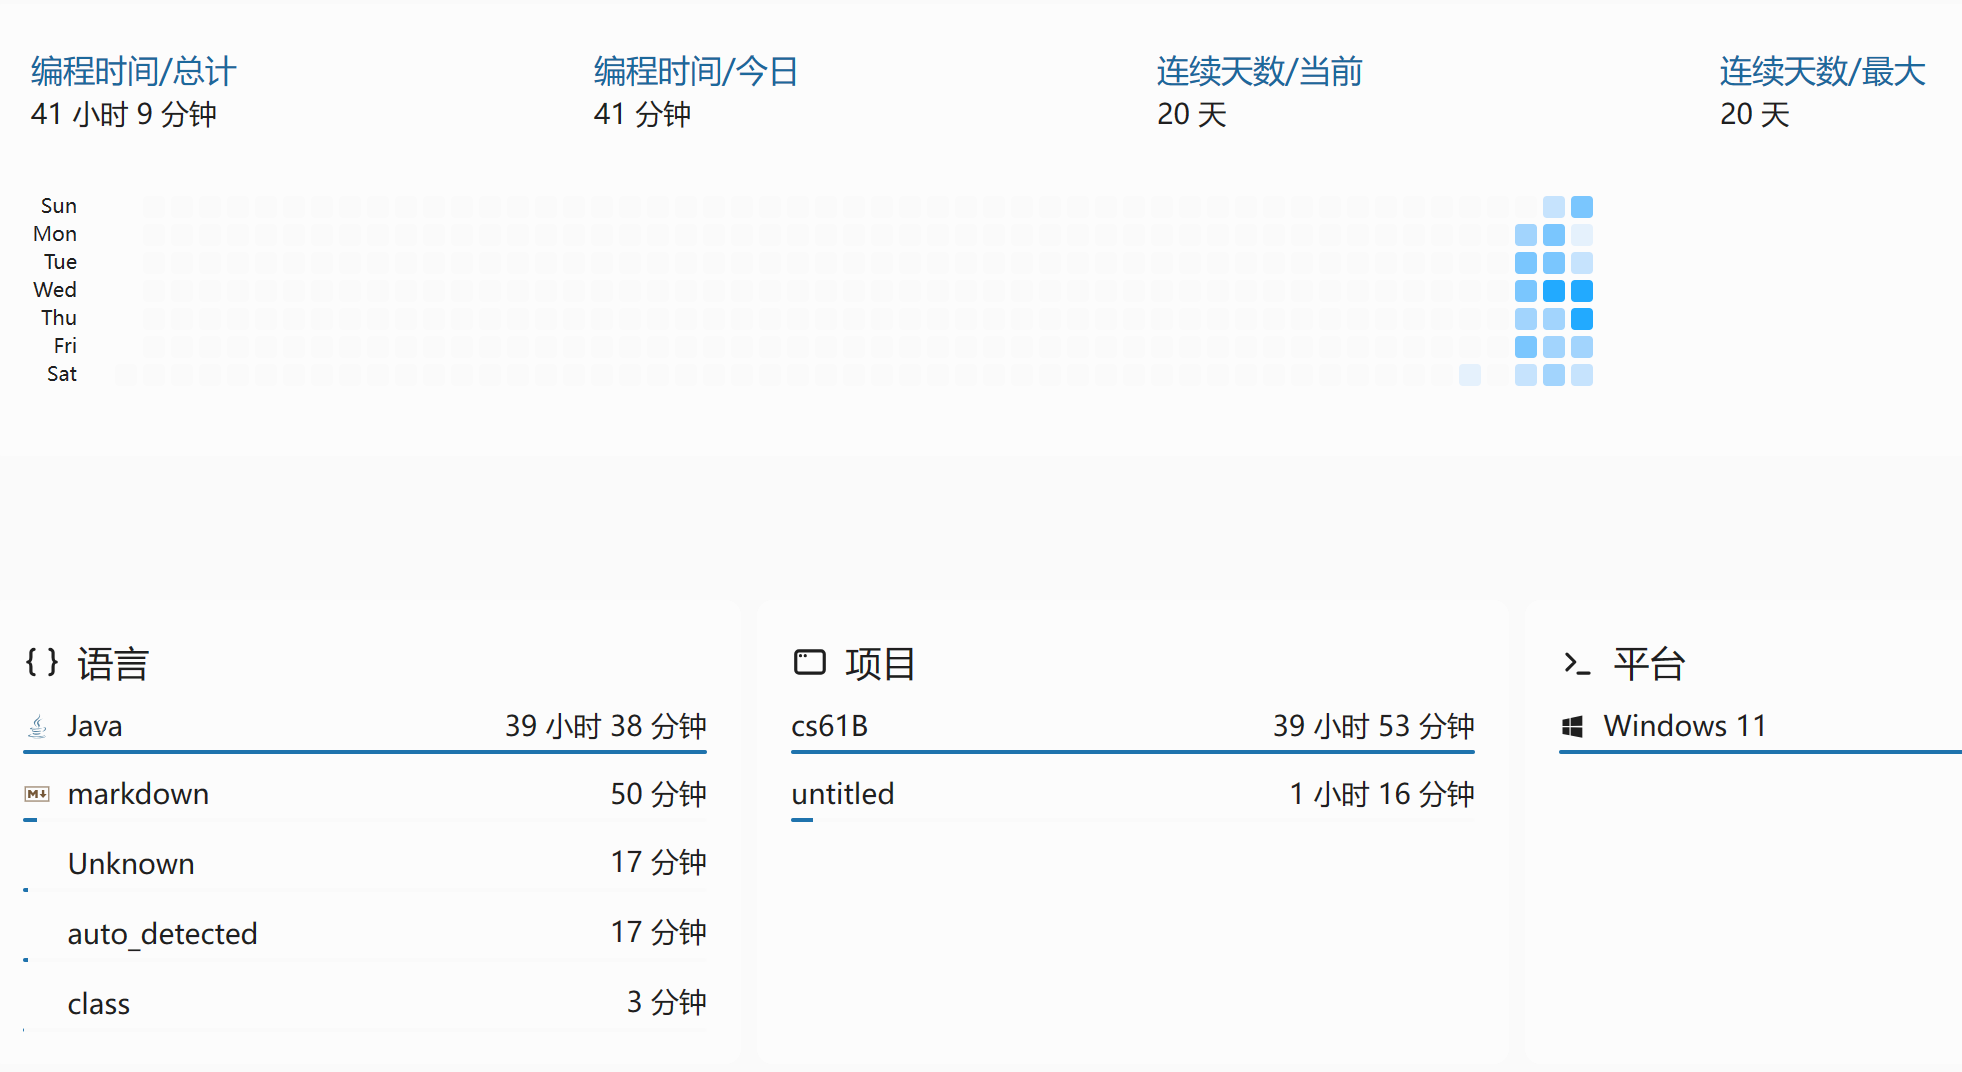 编程时间/总计
41 小时 9 分钟
编程时间/今日
41 分钟
连续天数/当前
20 天
连续天数/最大
20 天
Sun
Mon
Tue
Wed
Thu
Fri
Sat
语言
Java 39 小时 38 分钟
markdown 50 分钟
Unknown 17 分钟
auto_detected 17 分钟
class 3 分钟
项目
cs61B 39 小时 53 分钟
untitled 1 小时 16 分钟
平台
Windows 11